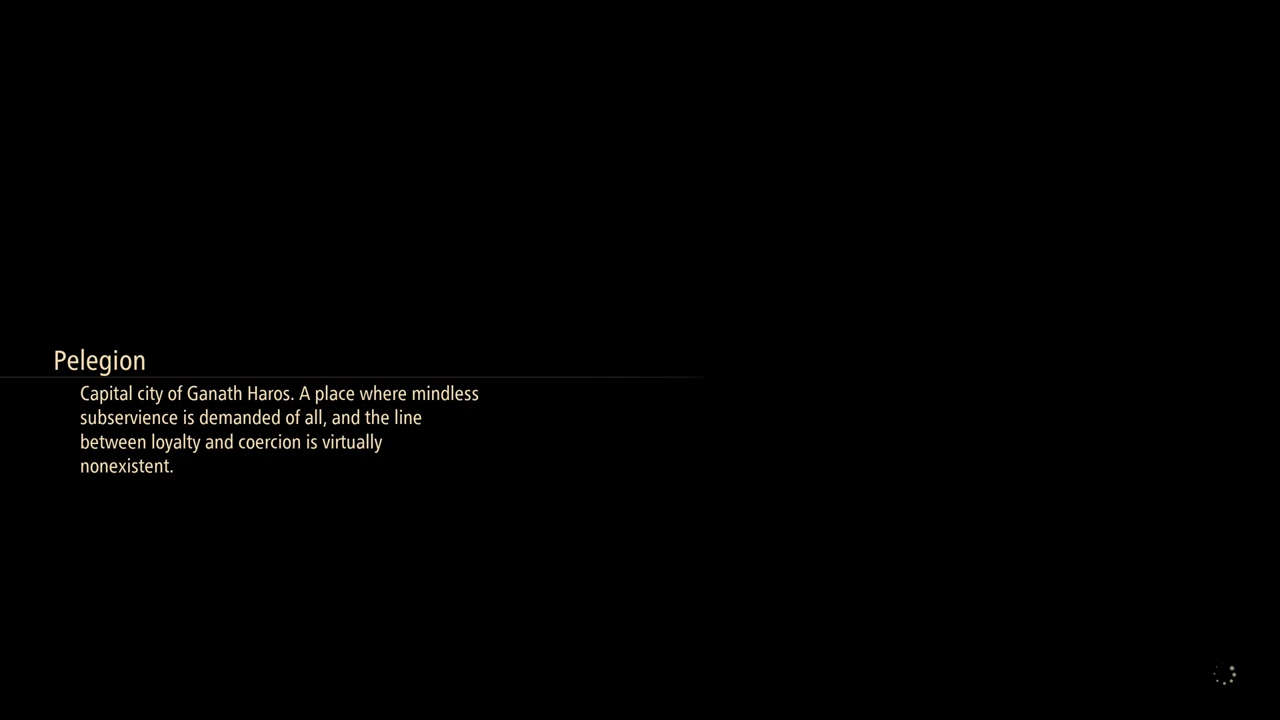 Pelegion
Capital city of Ganath Haros. A place where mindless
subservience is demanded of all, and the line
between loyalty and coercion is virtually
nonexistent.